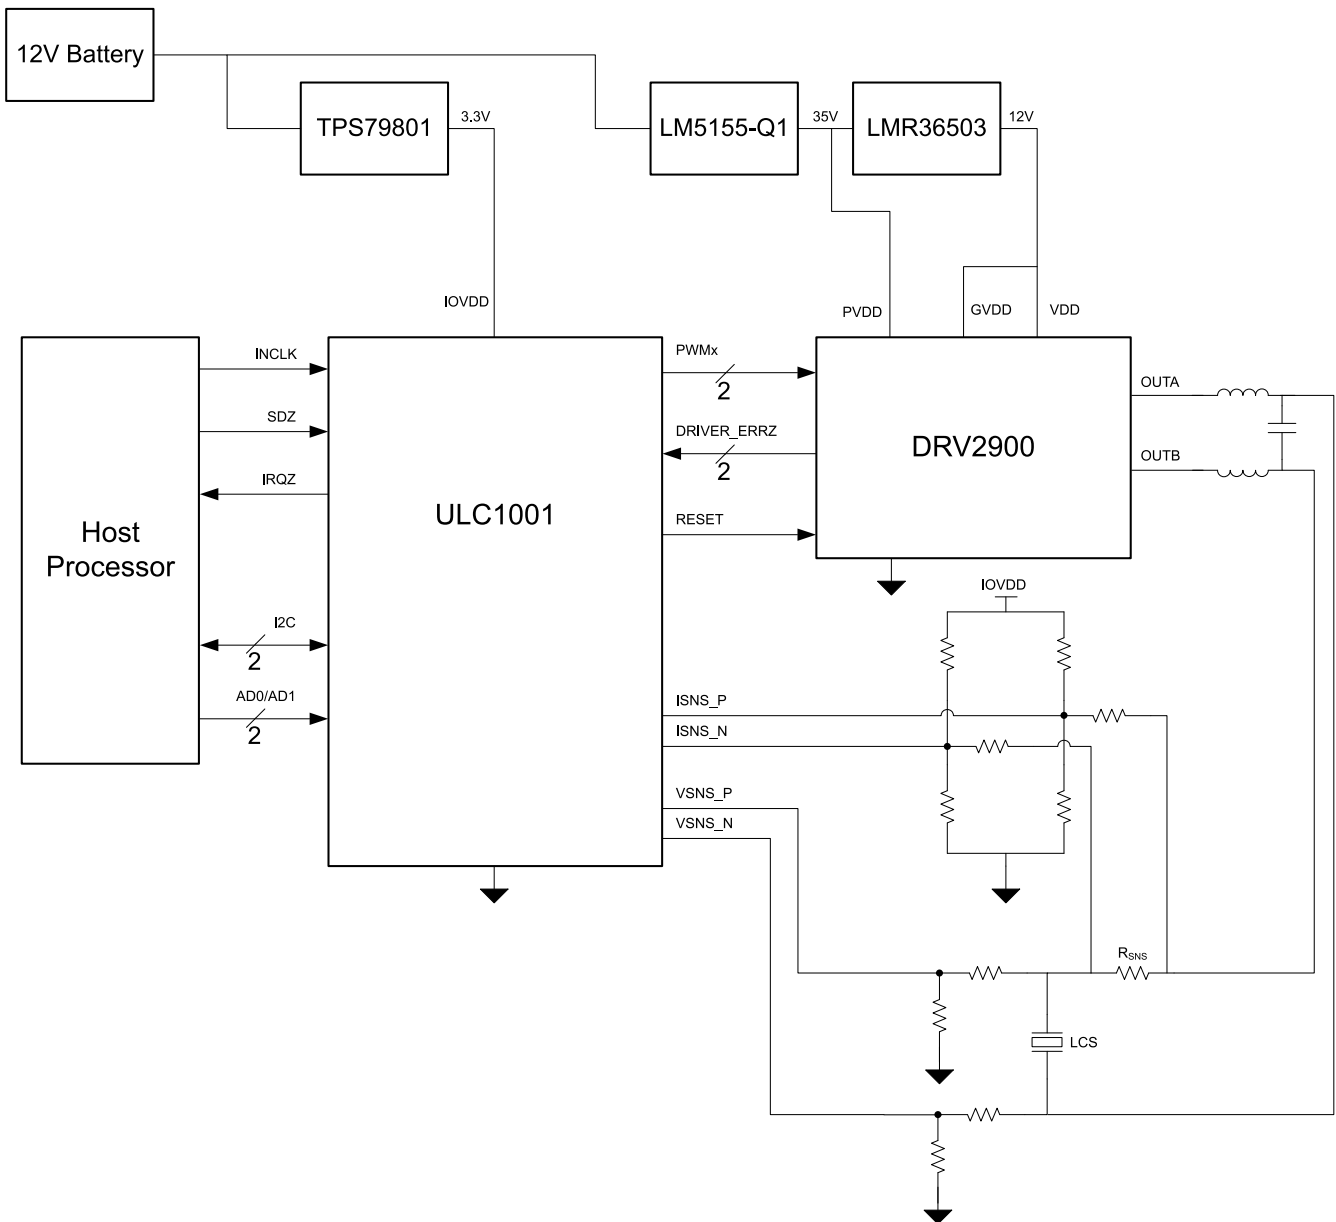 12V Battery
TPS79801
3.3V
LM5155-Q1
35V
LMR36503
12V
IOVDD
PVDD
GVDD
VDD
Host
Processor
INCLK
SDZ
IRQZ
I2C
2
AD0/AD1
2
ULC1001
PWMx
2
DRIVER_ERRZ
2
RESET
DRV2900
OUTA
OUTB
IOVDD
ISNS_P
ISNS_N
VSNS_P
VSNS_N
RSNS
LCS